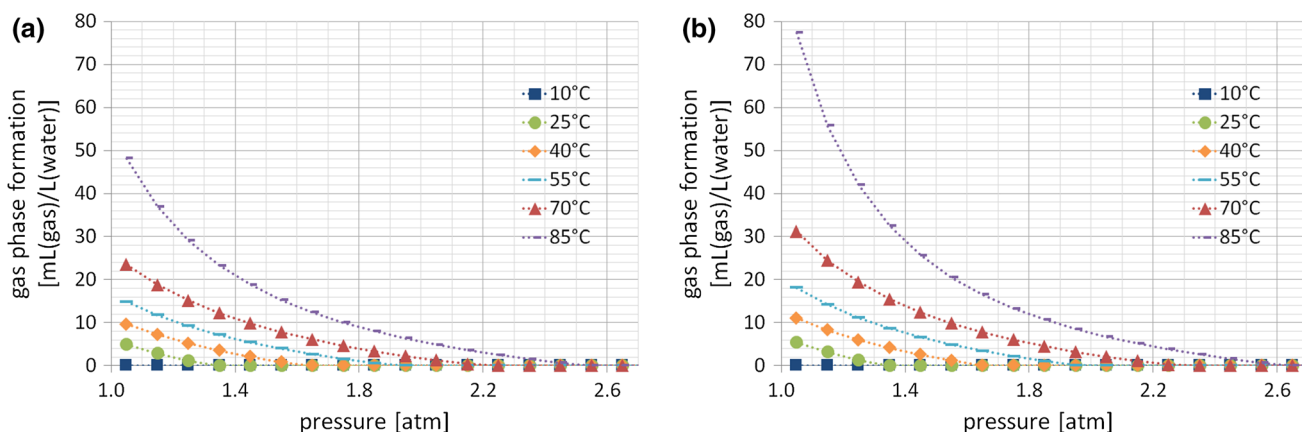 (a)
gas phase formation
[mL(gas)/L(water)]
80
70
60
50
40
30
20
10
0
1.0
1.4
1.8
2.2
2.6
pressure [atm]
10°C
25°C
40°C
55°C
70°C
85°C
(b)
gas phase formation
[mL(gas)/L(water)]
80
70
60
50
40
30
20
10
0
1.0
1.4
1.8
2.2
2.6
pressure [atm]
10°C
25°C
40°C
55°C
70°C
85°C